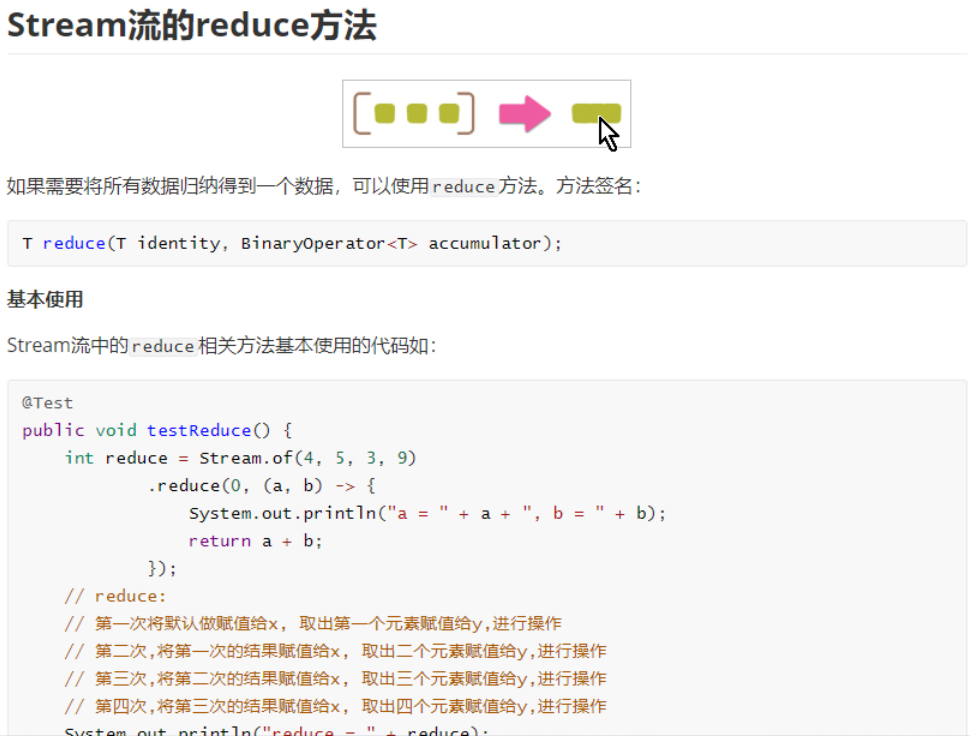 Stream流的reduce方法
如果需要将所有数据归纳得到一个数据，可以使用reduce方法。方法签名：
T reduce(T identity, BinaryOperator<T> accumulator);
基本使用
Stream流中的reduce相关方法基本使用的代码如：
@Test
public void testReduce() {
    int reduce = Stream.of(4, 5, 3, 9)
            .reduce(0, (a, b) -> {
                System.out.println("a = " + a + ", b = " + b);
                return a + b;
            });
    // reduce:
    // 第一次将默认做赋值给x, 取出第一个元素赋值给y,进行操作
    // 第二次,将第一次的结果赋值给x, 取出二个元素赋值给y,进行操作
    // 第三次,将第二次的结果赋值给x, 取出三个元素赋值给y,进行操作
    // 第四次,将第三次的结果赋值给x, 取出四个元素赋值给y,进行操作
    System.out.println("reduce = " + reduce);